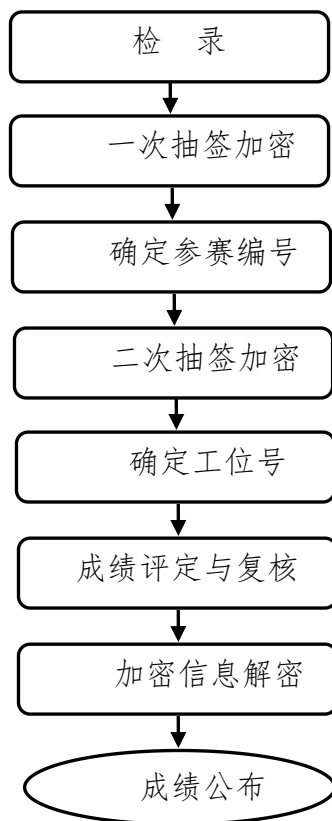 检 录
一次抽签加密
确定参赛编号
二次抽签加密
确定工位号
成绩评定与复核
加密信息解密
成绩公布